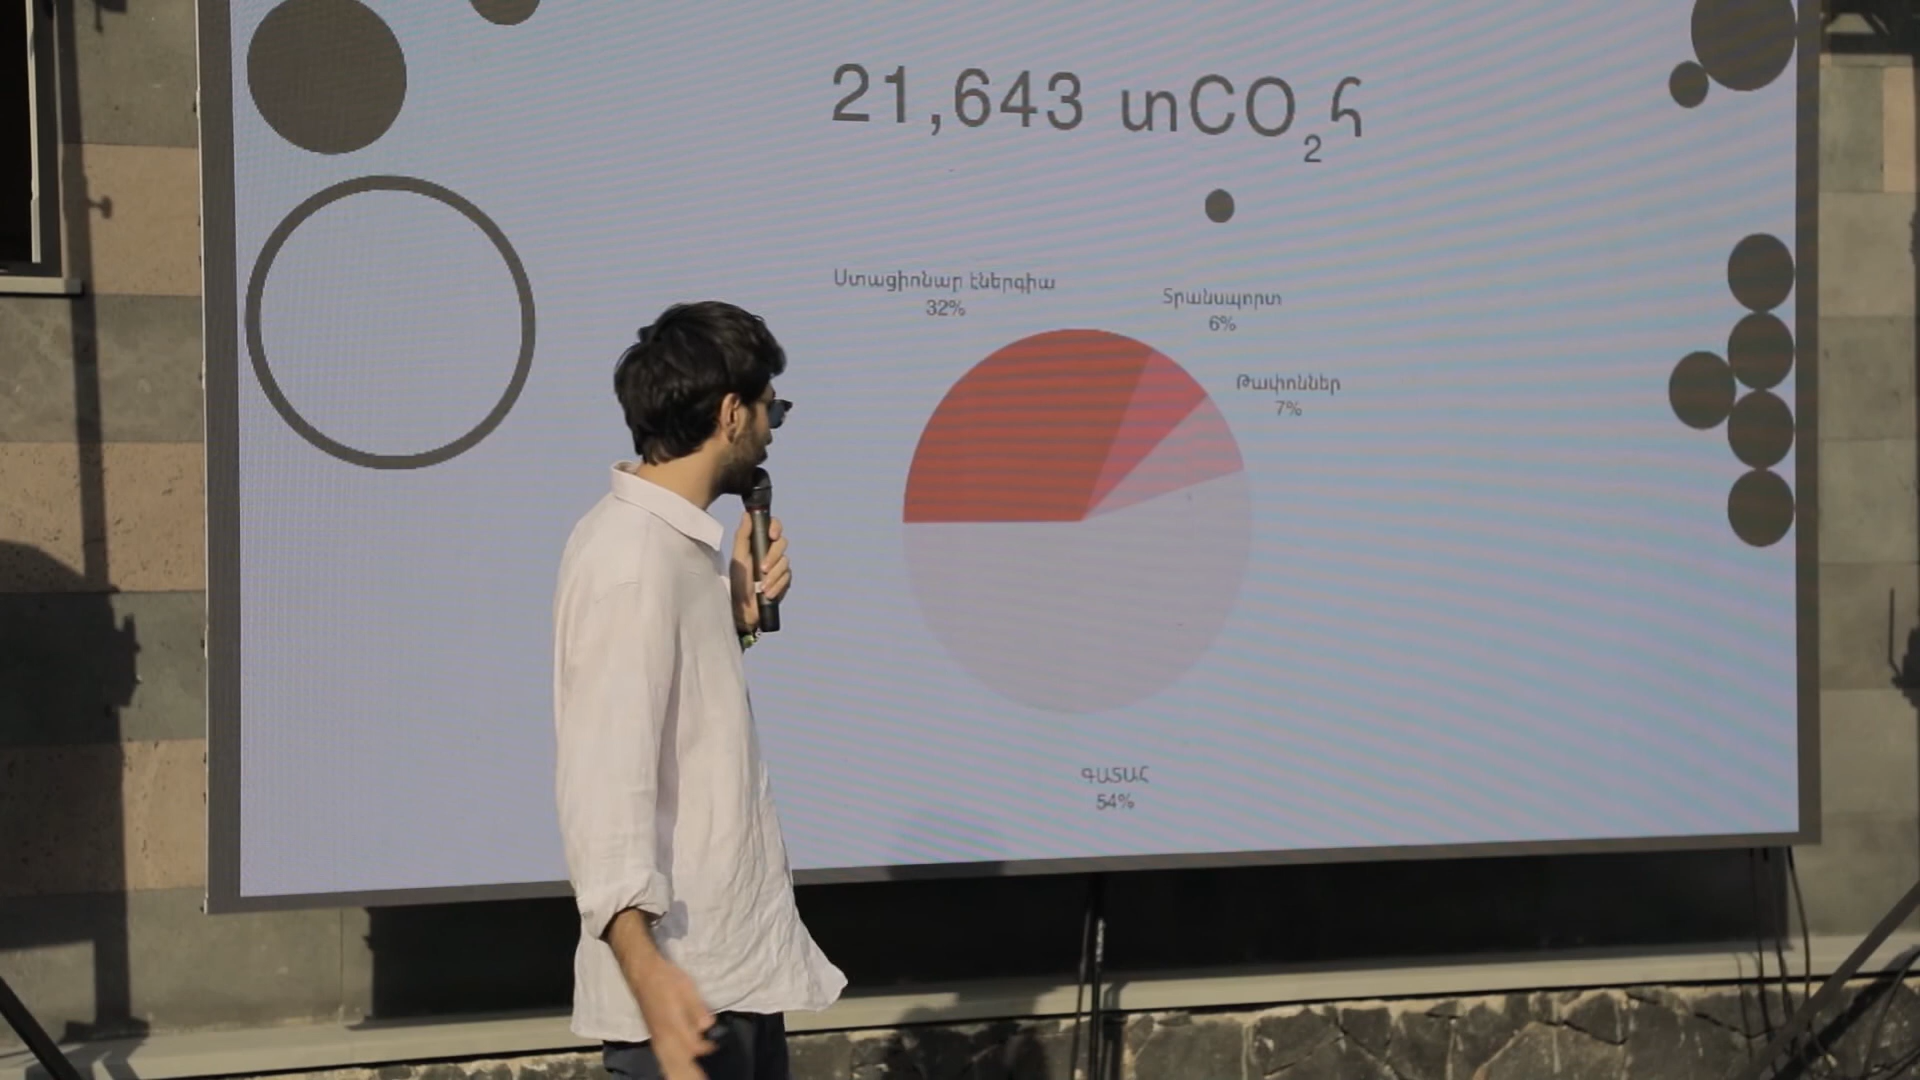 21,643 տCO₂հ
Ստացիոնար էներգիա
32%
Տրանսպորտ
6%
Թափոններ
7%
ԳԱՏԱՀ
54%